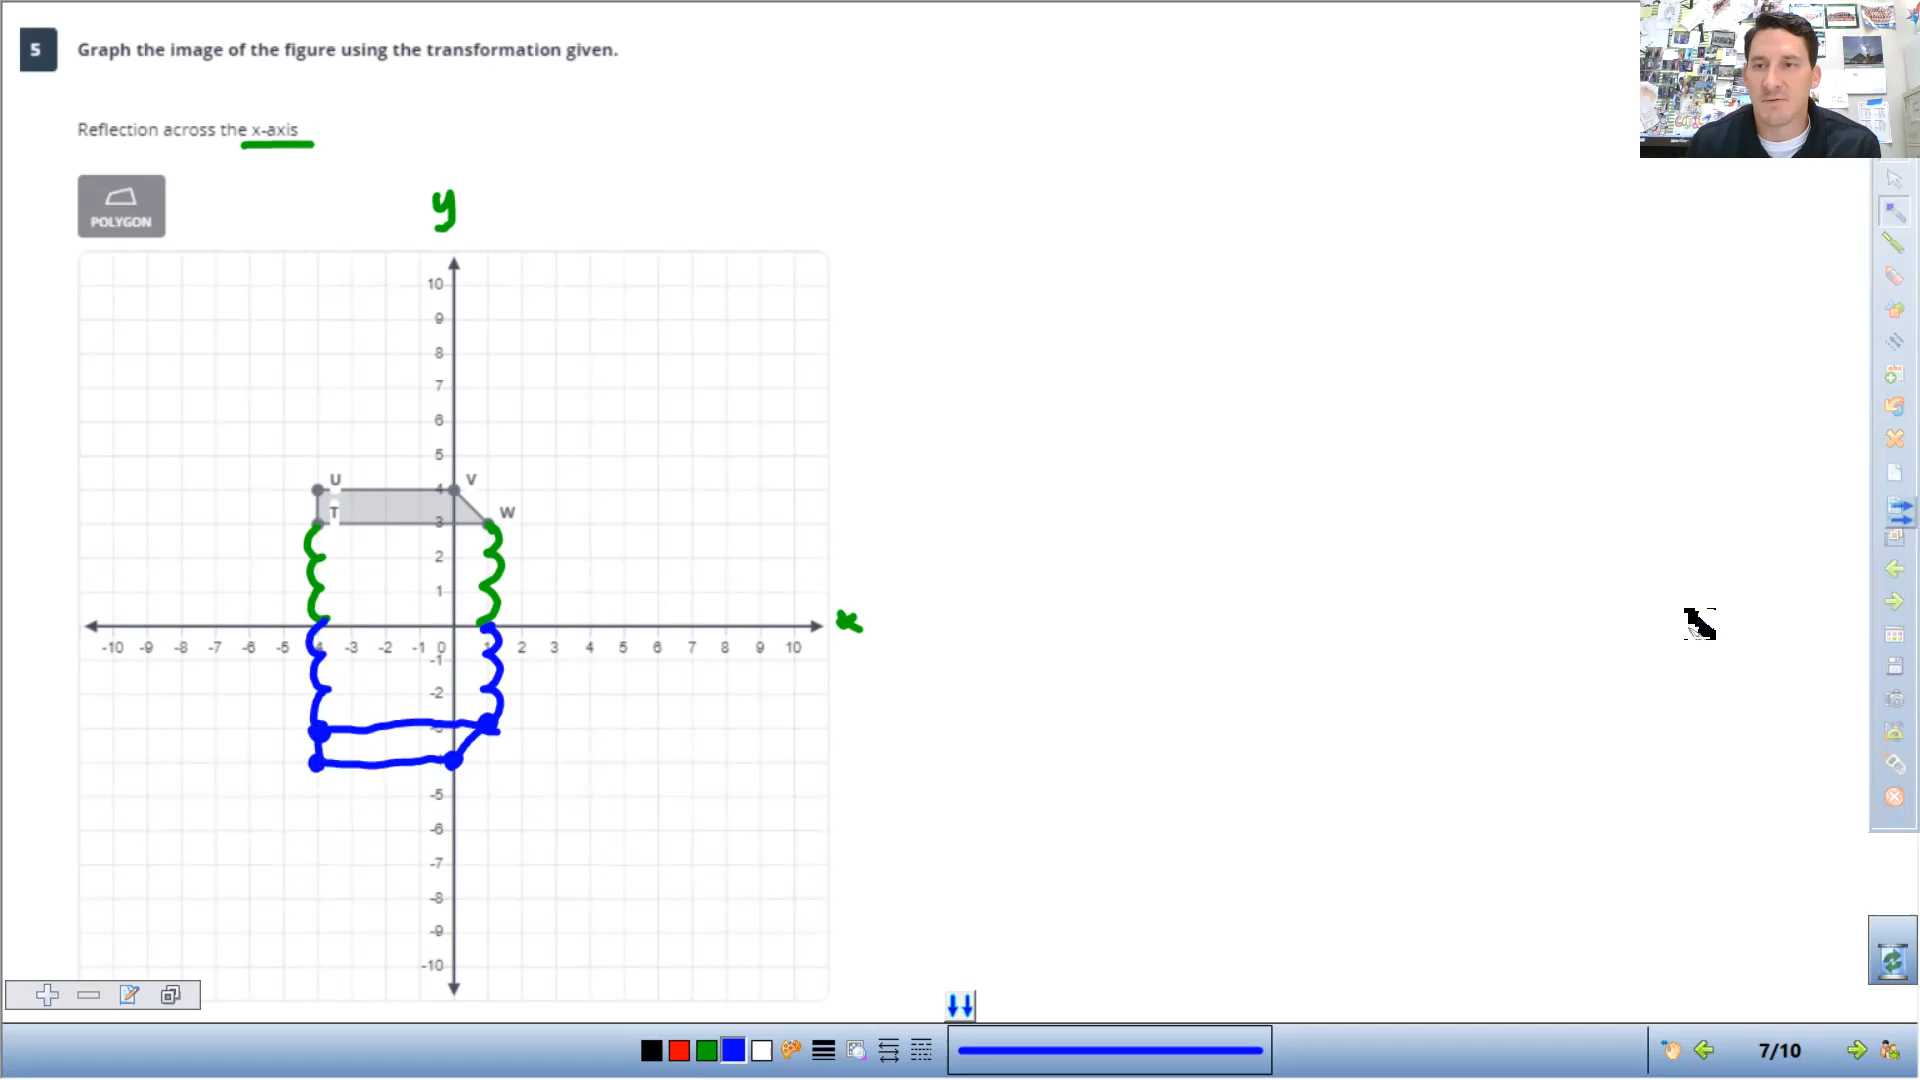 5 Graph the image of the figure using the transformation given.
Reflection across the x-axis
POLYGON
y
10
9
8
7
6
5
U V
4
T W
3
2
1
x
-10 -9 -8 -7 -6 -5 -3 -2 -1 0 1 2 3 4 5 6 7 8 9 10
-1
-2
-5
-6
-7
-8
-9
-10
7/10